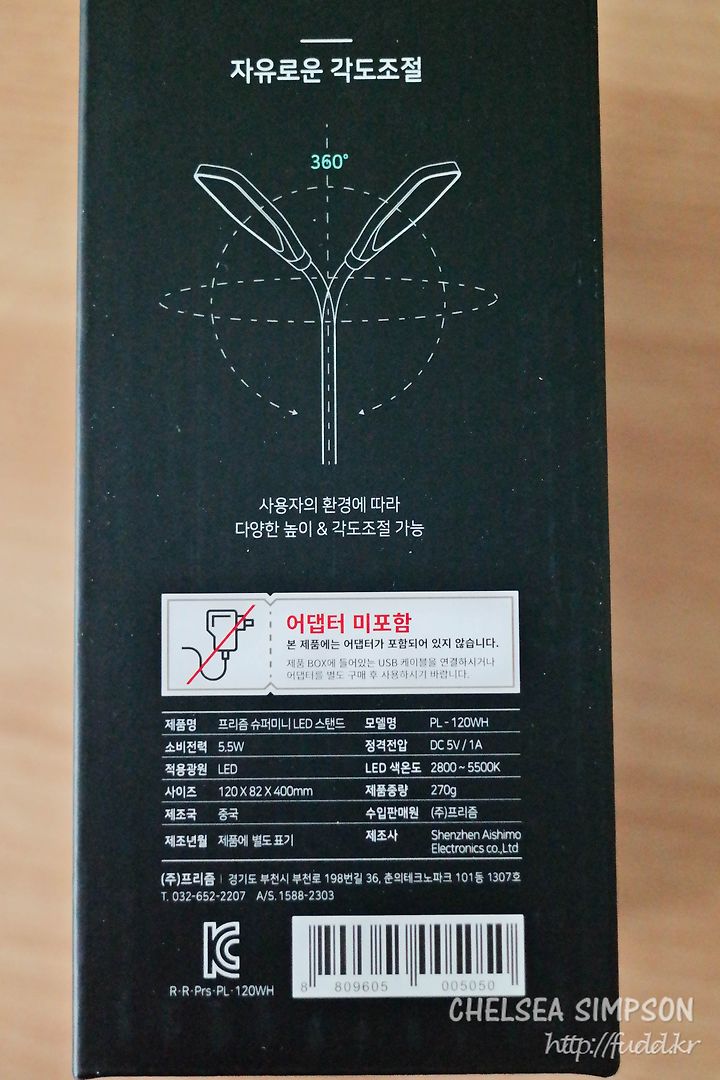 자유로운 각도조절
360°
사용자의 환경에 따라
다양한 높이 & 각도조절 가능
어댑터 미포함
본 제품에는 어댑터가 포함되어 있지 않습니다.
제품 BOX에 들어있는 USB 케이블을 연결하시거나
어댑터를 별도 구매 후 사용하시기 바랍니다.
제품명 프리즘 슈퍼미니 LED 스탠드 모델명 PL - 120WH
소비전력 5.5W 정격전압 DC 5V / 1A
적용광원 LED LED 색온도 2800 ~ 5500K
사이즈 120 X 82 X 400mm 제품중량 270g
제조국 중국 수입판매원 (주)프리즘
제조년월 제품에 별도 표기 제조사 Shenzhen Aishimo
Electronics co.,Ltd
(주)프리즘 | 경기도 부천시 부천로 198번길 36, 춘의테크노파크 101동 1307호
T. 032-652-2207 A/S. 1588-2303
R-R-Prs-PL-120WH
8 809605 005050
CHELSEA SIMPSON
http://fudd.kr